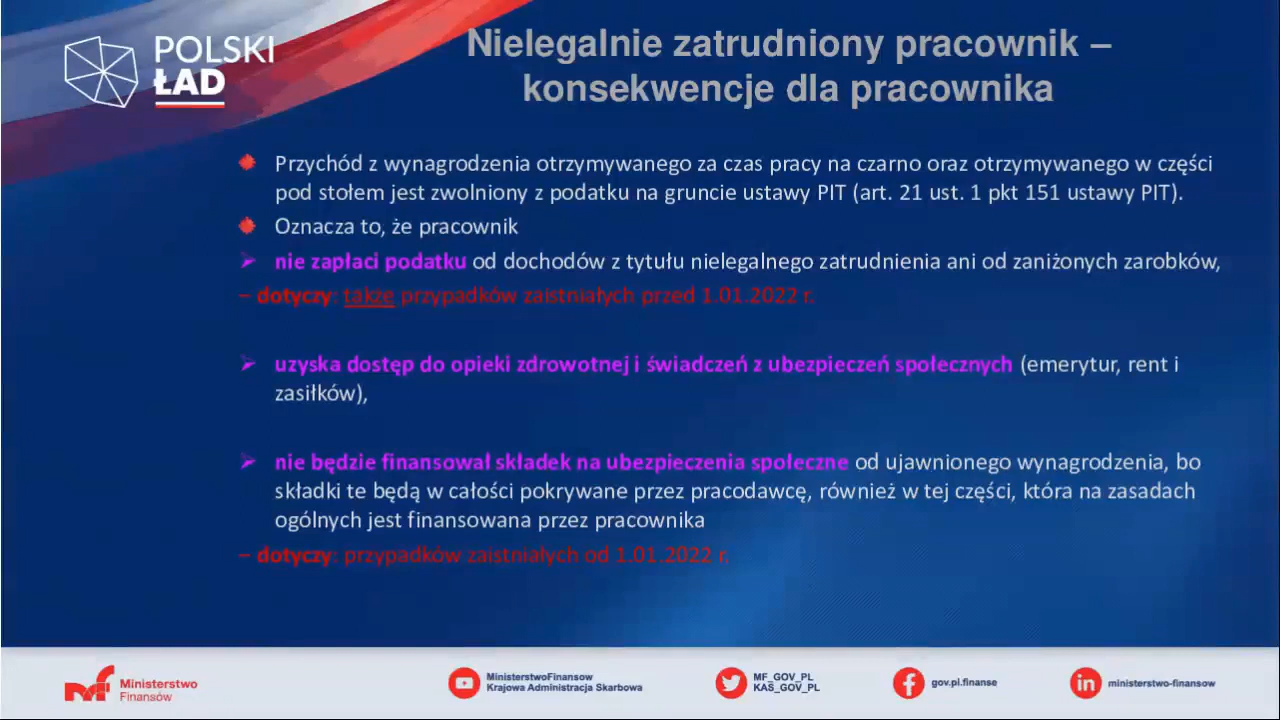 POLSKI
ŁAD
Nielegalnie zatrudniony pracownik –
konsekwencje dla pracownika
Przychód z wynagrodzenia otrzymywanego za czas pracy na czarno oraz otrzymywanego w części
pod stołem jest zwolniony z podatku na gruncie ustawy PIT (art. 21 ust. 1 pkt 151 ustawy PIT).
Oznacza to, że pracownik
nie zapłaci podatku od dochodów z tytułu nielegalnego zatrudnienia ani od zaniżonych zarobków,
– dotyczy: także przypadków zaistniałych przed 1.01.2022 r.
uzyska dostęp do opieki zdrowotnej i świadczeń z ubezpieczeń społecznych (emerytur, rent i
zasiłków),
nie będzie finansował składek na ubezpieczenia społeczne od ujawnionego wynagrodzenia, bo
składki te będą w całości pokrywane przez pracodawcę, również w tej części, która na zasadach
ogólnych jest finansowana przez pracownika
– dotyczy: przypadków zaistniałych od 1.01.2022 r.
Ministerstwo
Finansów
MinisterstwoFinansow
Krajowa Administracja Skarbowa
MF_GOV_PL
KAS_GOV_PL
gov.pl.finanse
ministerstwo-finansow